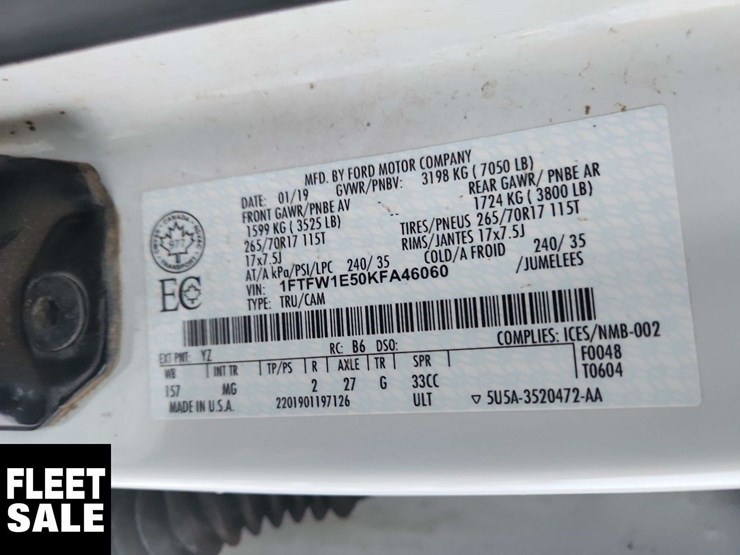 MFD. BY FORD MOTOR COMPANY
DATE: 01/19 GVWR/PNBV: 3198 KG ( 7050 LB)
FRONT GAWR/PNBE AV REAR GAWR/ PNBE AR
1599 KG ( 3525 LB) 1724 KG ( 3800 LB)
265/70R17 115T TIRES/PNEUS 265/70R17 115T
17x7.5J RIMS/JANTES 17x7.5J
AT/A kPa/PSI/LPC 240/ 35 COLD/A FROID 240/ 35
VIN: 1FTFW1E50KFA46060 /JUMELEES
TYPE: TRU/CAM
CANADA
TRANSPORT
EC
COMPLIES: ICES/NMB-002
EXT PNT: YZ RC: B6 DSO: F0048
WB INT TR TP/PS R AXLE TR SPR T0604
157 MG 2 27 G 33CC
MADE IN U.S.A. 2201901197126 ULT ▽ 5U5A-3520472-AA
FLEET
SALE